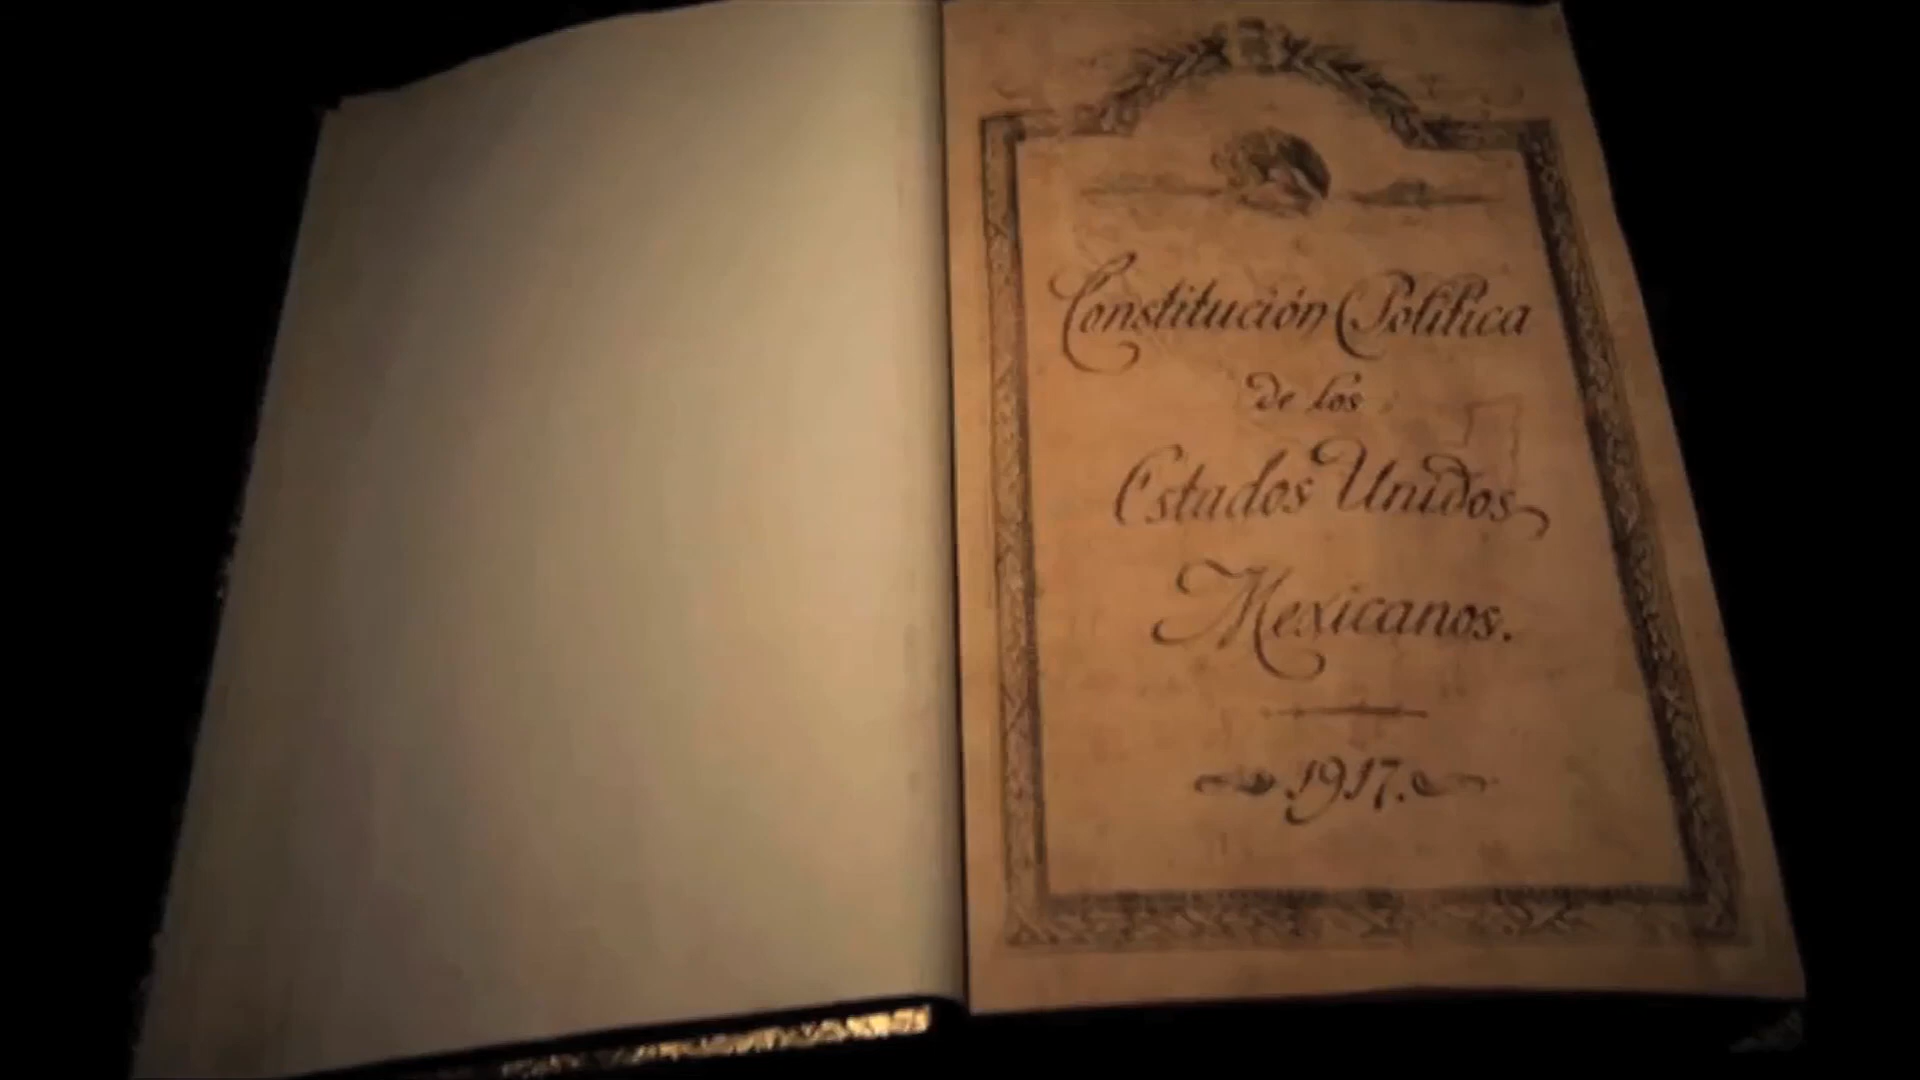 Constitución Política
de los
Estados Unidos
Mexicanos.
1917.